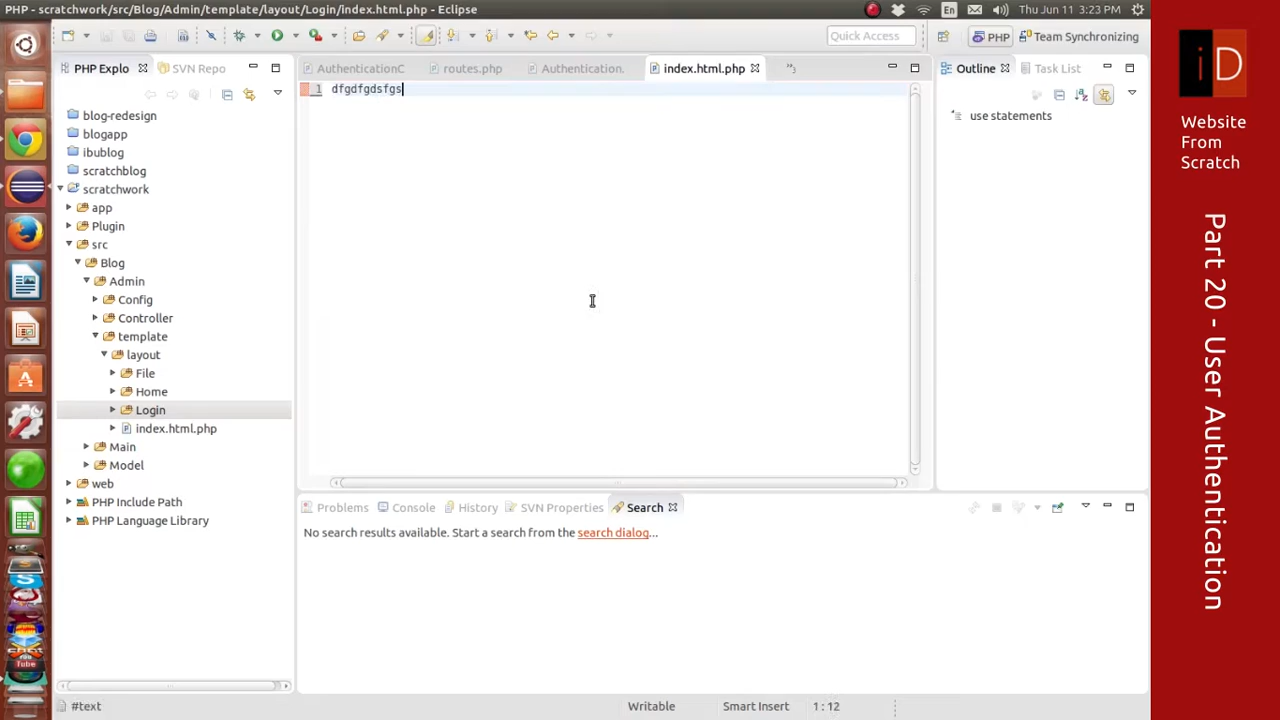 PHP - scratchwork/src/Blog/Admin/template/layout/Login/index.html.php - Eclipse
En
Thu Jun 11 3:23 PM
Quick Access
PHP
Team Synchronizing
PHP Explo
SVN Repo
AuthenticationC
routes.php
Authentication.
index.html.php
Outline
Task List
1 dfgdfgdsfgs
use statements
blog-redesign
blogapp
ibublog
scratchblog
scratchwork
app
Plugin
src
Blog
Admin
Config
Controller
template
layout
File
Home
Login
index.html.php
Main
Model
web
PHP Include Path
PHP Language Library
Problems
Console
History
SVN Properties
Search
No search results available. Start a search from the search dialog...
#text
Writable
Smart Insert
1 : 12
iD
Website
From
Scratch
Part 20 - User Authentication